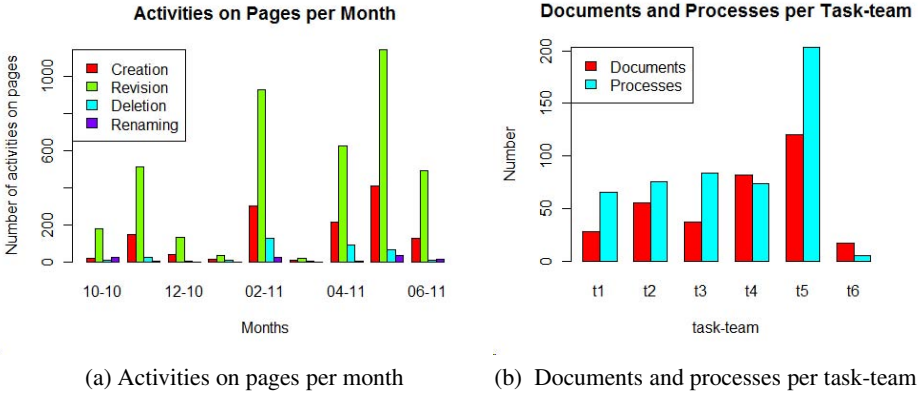 Activities on Pages per Month
Number of activities on pages
0
200
600
1000
Creation
Revision
Deletion
Renaming
10-10
12-10
02-11
04-11
06-11
Months
(a) Activities on pages per month
Documents and Processes per Task-team
Number
0
50
100
150
200
Documents
Processes
t1
t2
t3
t4
t5
t6
task-team
(b) Documents and processes per task-team